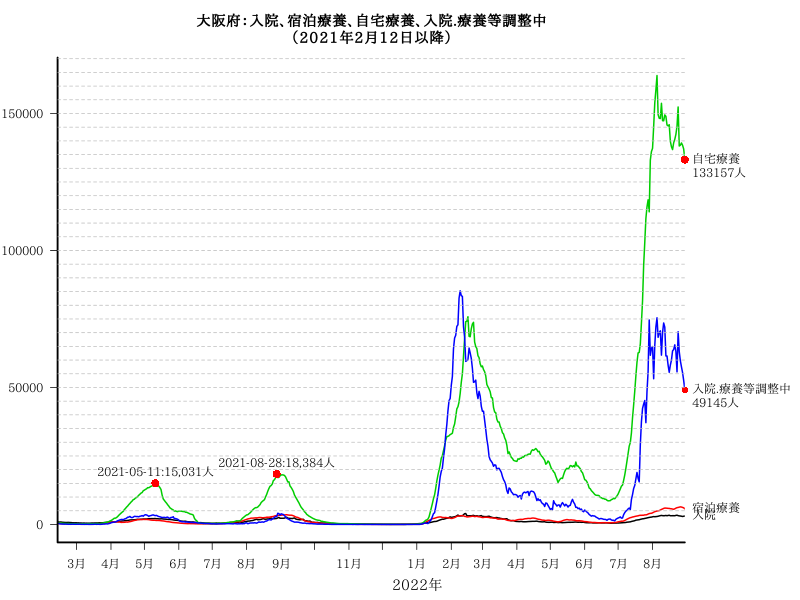 大阪府：入院、宿泊療養、自宅療養、入院.療養等調整中
（2021年2月12日以降）
150000
自宅療養
133157人
100000
50000
入院.療養等調整中
49145人
2021-08-28:18,384人
2021-05-11:15,031人
宿泊療養
入院
0
3月 4月 5月 6月 7月 8月 9月 11月 1月 2月 3月 4月 5月 6月 7月 8月
2022年